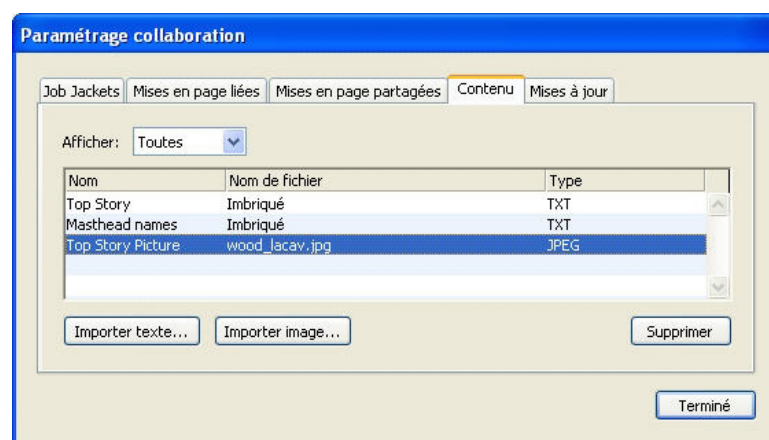 Paramétrage collaboration
Job Jackets Mises en page liées Mises en page partagées Contenu Mises à jour
Afficher: Toutes
Nom Nom de fichier Type
Top Story Imbriqué TXT
Masthead names Imbriqué TXT
Top Story Picture wood_lacav.jpg JPEG
Importer texte... Importer image... Supprimer
Terminé